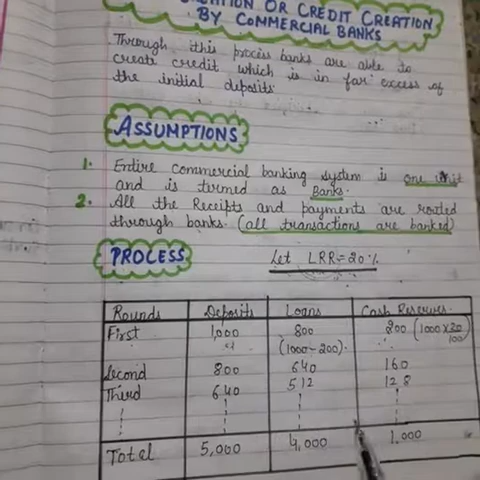 OR CREDIT CREATION
BY COMMERCIAL BANKS
Through this process banks are able to
create credit which is in far excess of
the initial deposits.
ASSUMPTIONS
1. Entire commercial banking system is one unit
and is termed as Banks.
2. All the Receipts and payments are routed
through banks. (all transactions are banked)
PROCESS Let LRR=20%
Rounds Deposits Loans Cash Reserves
First 1,000 800 200 (1000×20/100)
(1000-200)
Second 800 640 160
Third 640 512 128
Total 5,000 4,000 1,000